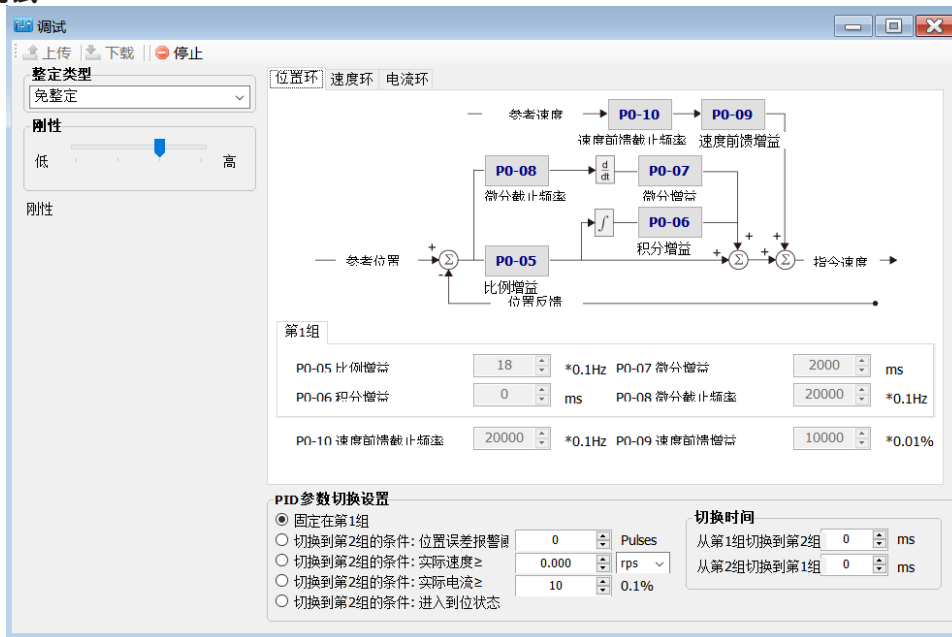 调试
上传 下载 停止
整定类型
免整定
刚性
低 高
刚性
位置环 速度环 电流环
参考速度 P0-10 P0-09
速度前馈截止频率 速度前馈增益
P0-08 d/dt P0-07
微分截止频率 微分增益
∫ P0-06
积分增益
参考位置 + Σ P0-05 + Σ + + Σ + 指令速度
-
比例增益
位置反馈
第1组
P0-05 比例增益 18 *0.1Hz P0-07 微分增益 2000 ms
P0-06 积分增益 0 ms P0-08 微分截止频率 20000 *0.1Hz
P0-10 速度前馈截止频率 20000 *0.1Hz P0-09 速度前馈增益 10000 *0.01%
PID参数切换设置
固定在第1组
切换到第2组的条件: 位置误差报警 0 Pulses
切换到第2组的条件: 实际速度≥ 0.000 rps
切换到第2组的条件: 实际电流≥ 10 0.1%
切换到第2组的条件: 进入到位状态
切换时间
从第1组切换到第2组 0 ms
从第2组切换到第1组 0 ms